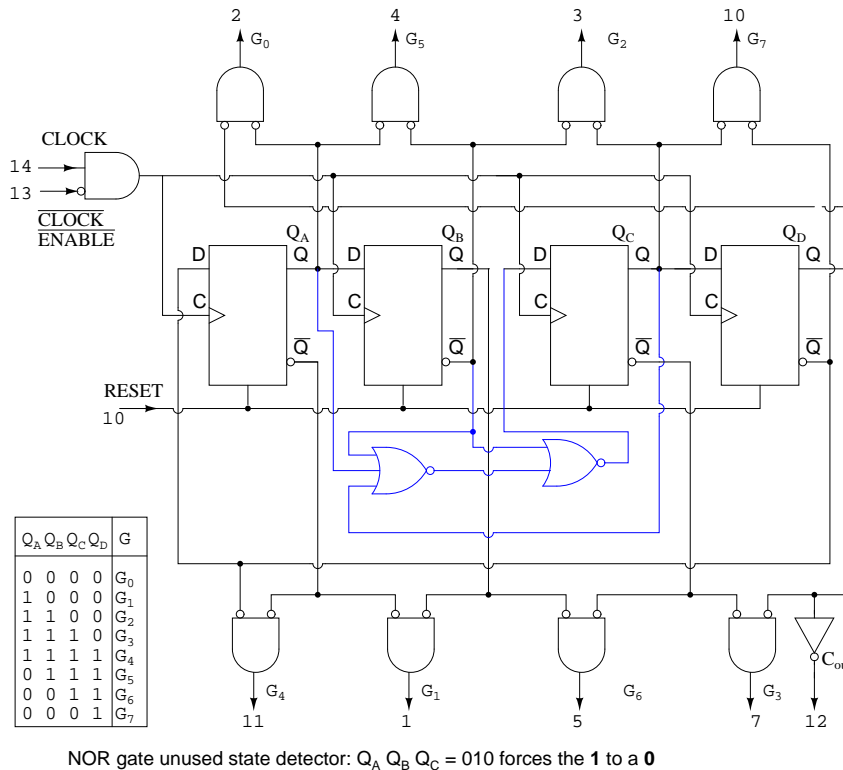 2 4 3 10
G0 G5 G2 G7
CLOCK
14
13
CLOCK
ENABLE
QA QB QC QD
D Q D Q D Q D Q
C C C C
Q Q Q Q
RESET
10
QA QB QC QD G
0 0 0 0 G0
1 0 0 0 G1
1 1 0 0 G2
1 1 1 0 G3
1 1 1 1 G4
0 1 1 1 G5
0 0 1 1 G6
0 0 0 1 G7
G4 G1 G6 G3 Cou
11 1 5 7 12
NOR gate unused state detector: QA QB QC = 010 forces the 1 to a 0